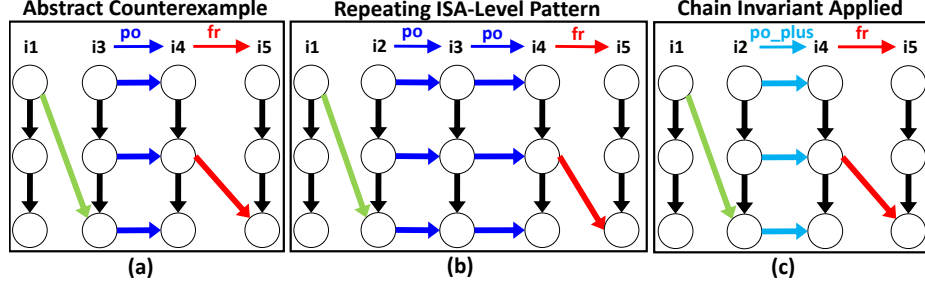 Abstract Counterexample
i1 i3 po i4 fr i5
(a)
Repeating ISA-Level Pattern
i1 i2 po i3 po i4 fr i5
(b)
Chain Invariant Applied
i1 i2 po_plus i4 fr i5
(c)